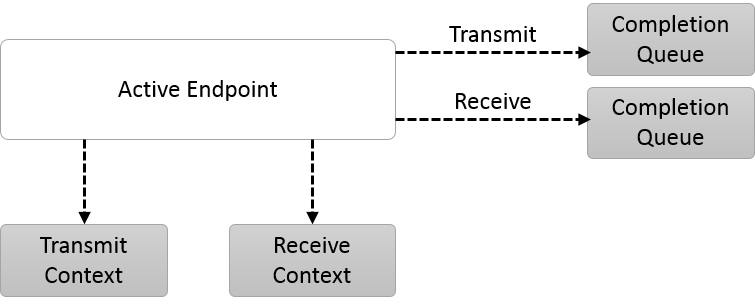 Transmit
Completion
Queue
Active Endpoint
Receive
Completion
Queue
Transmit
Context
Receive
Context